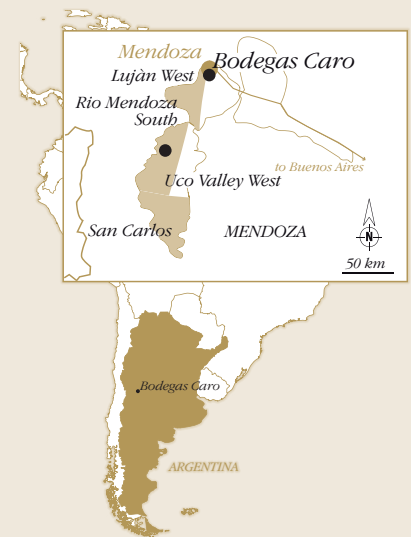 Mendoza
Bodegas Caro
Lujàn West
Rio Mendoza
South
to Buenos Aires
Uco Valley West
San Carlos
MENDOZA
N
50 km
Bodegas Caro
ARGENTINA